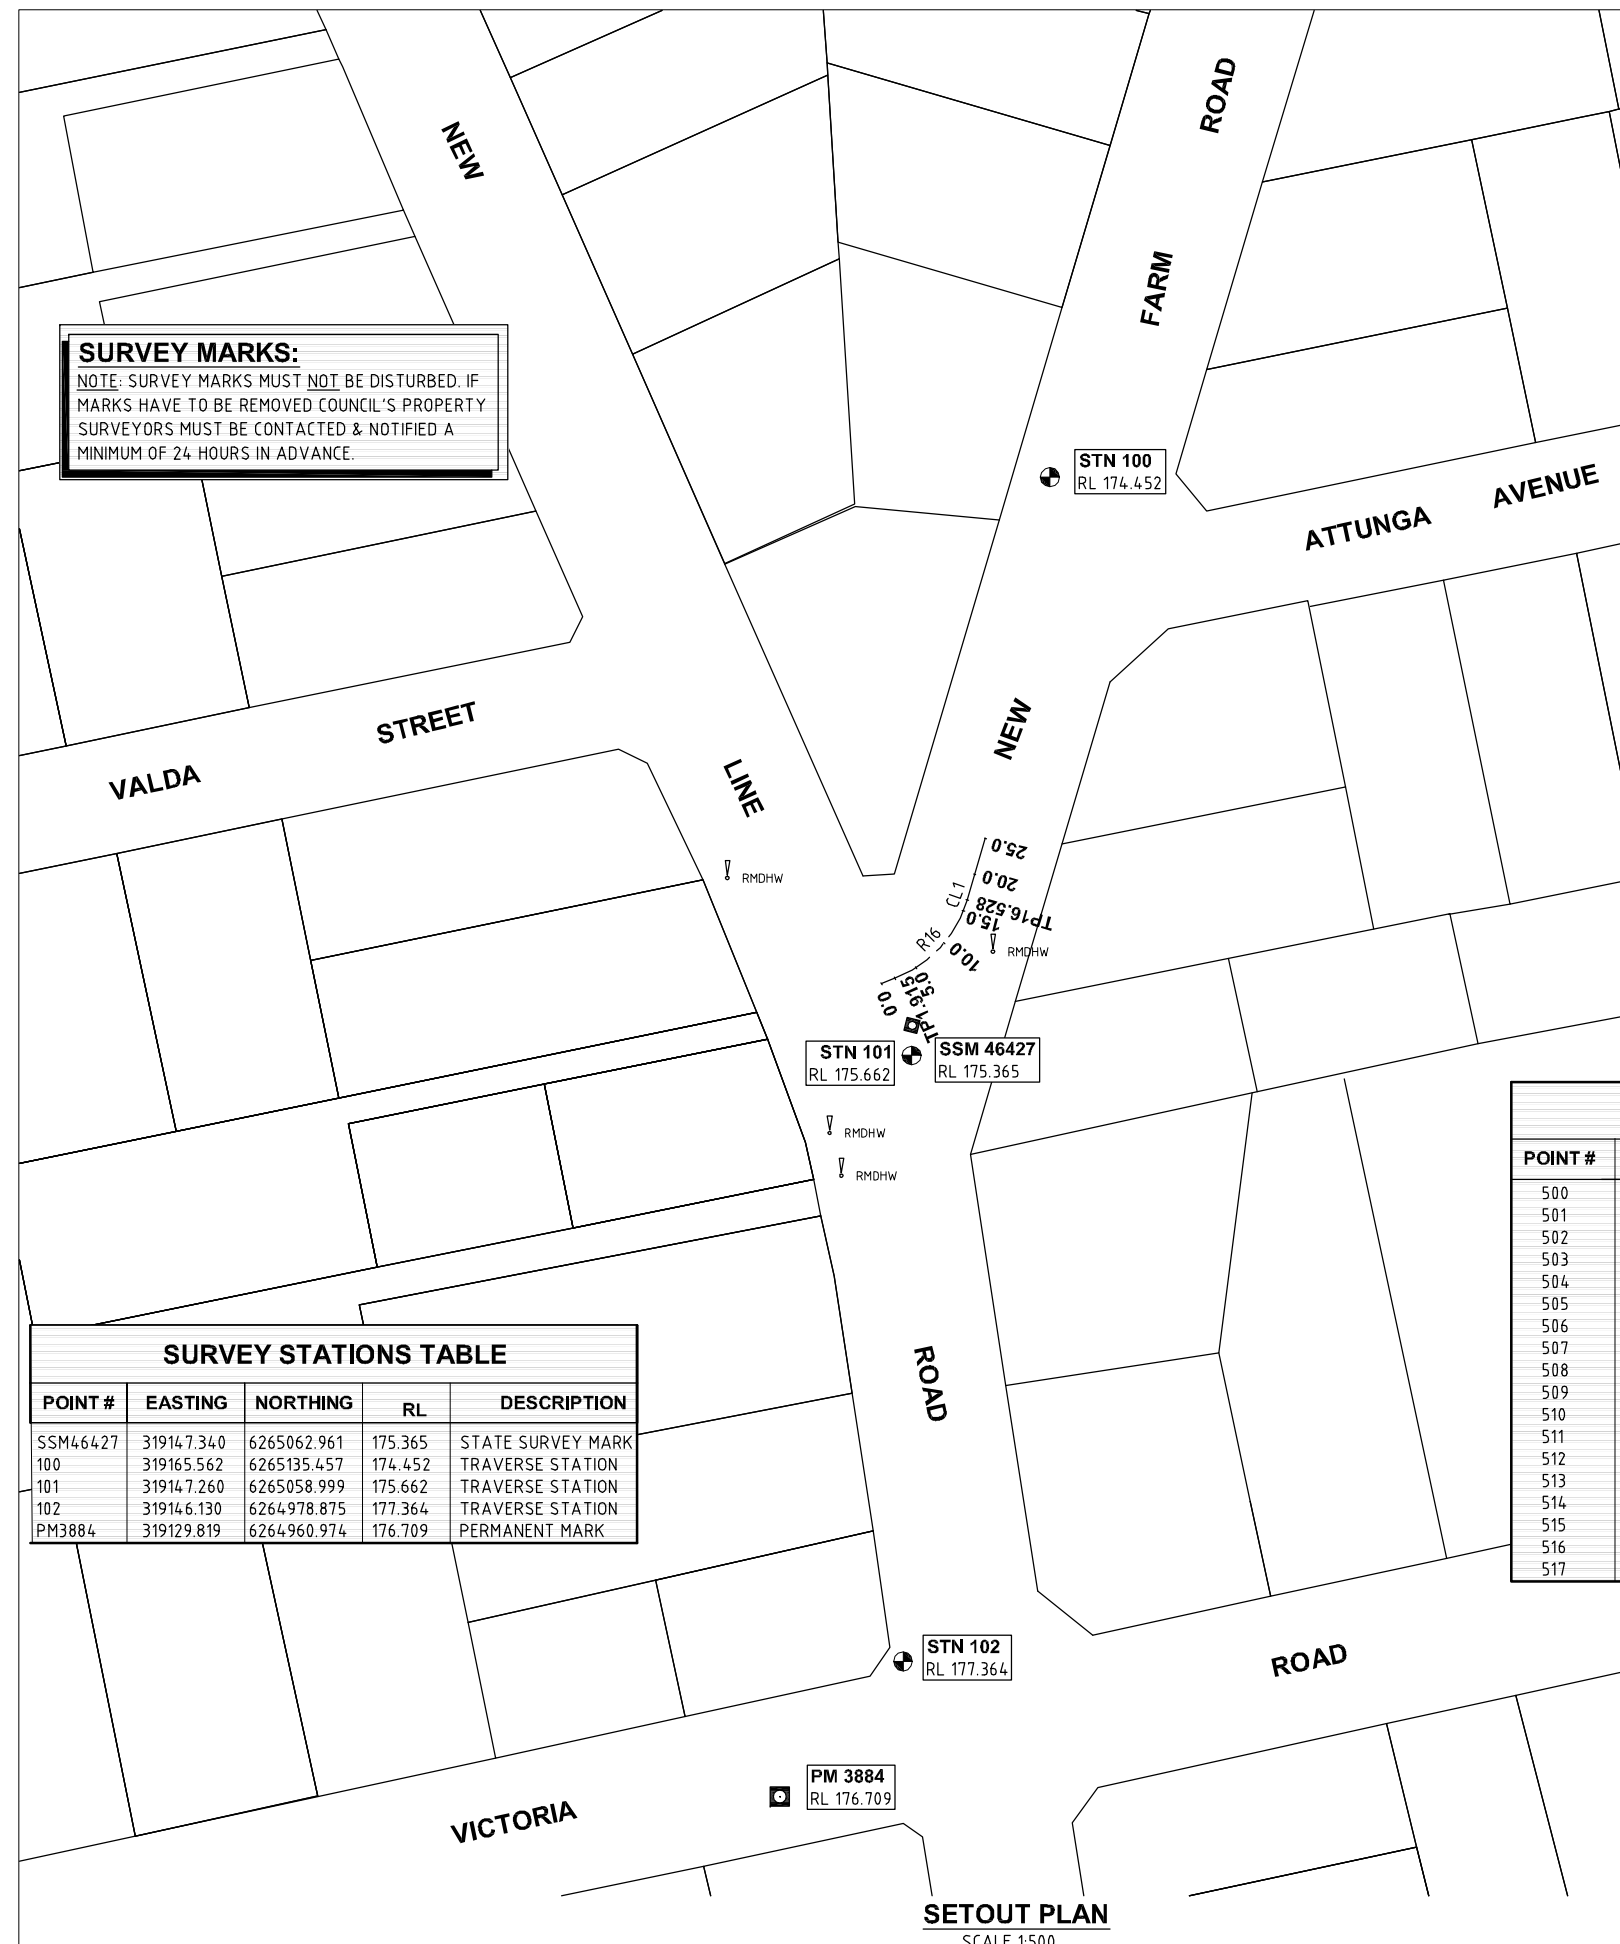 NEW
ROAD
FARM
SURVEY MARKS:
NOTE: SURVEY MARKS MUST NOT BE DISTURBED. IF
MARKS HAVE TO BE REMOVED COUNCIL'S PROPERTY
SURVEYORS MUST BE CONTACTED & NOTIFIED A
MINIMUM OF 24 HOURS IN ADVANCE.
STN 100
RL 174.452
ATTUNGA AVENUE
VALDA STREET
LINE
NEW
RMDHW
25.0
20.0
CL1
TP16.528
15.0
R16
10.0
RMDHW
5.0
TP1.915
0.0
STN 101
RL 175.662
SSM 46427
RL 175.365
RMDHW
RMDHW
POINT #
500
501
502
503
504
505
506
507
508
509
510
511
512
513
514
515
516
517
ROAD
SURVEY STATIONS TABLE
POINT # EASTING NORTHING RL DESCRIPTION
SSM46427 319147.340 6265062.961 175.365 STATE SURVEY MARK
100 319165.562 6265135.457 174.452 TRAVERSE STATION
101 319147.260 6265058.999 175.662 TRAVERSE STATION
102 319146.130 6264978.875 177.364 TRAVERSE STATION
PM3884 319129.819 6264960.974 176.709 PERMANENT MARK
STN 102
RL 177.364
ROAD
PM 3884
RL 176.709
VICTORIA
SETOUT PLAN
SCALE 1:500